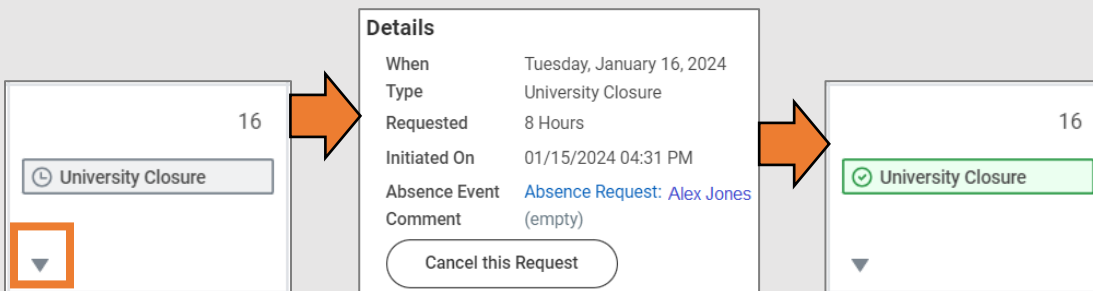 16
University Closure
Details
When Tuesday, January 16, 2024
Type University Closure
Requested 8 Hours
Initiated On 01/15/2024 04:31 PM
Absence Event Absence Request: Alex Jones
Comment (empty)
Cancel this Request
16
University Closure